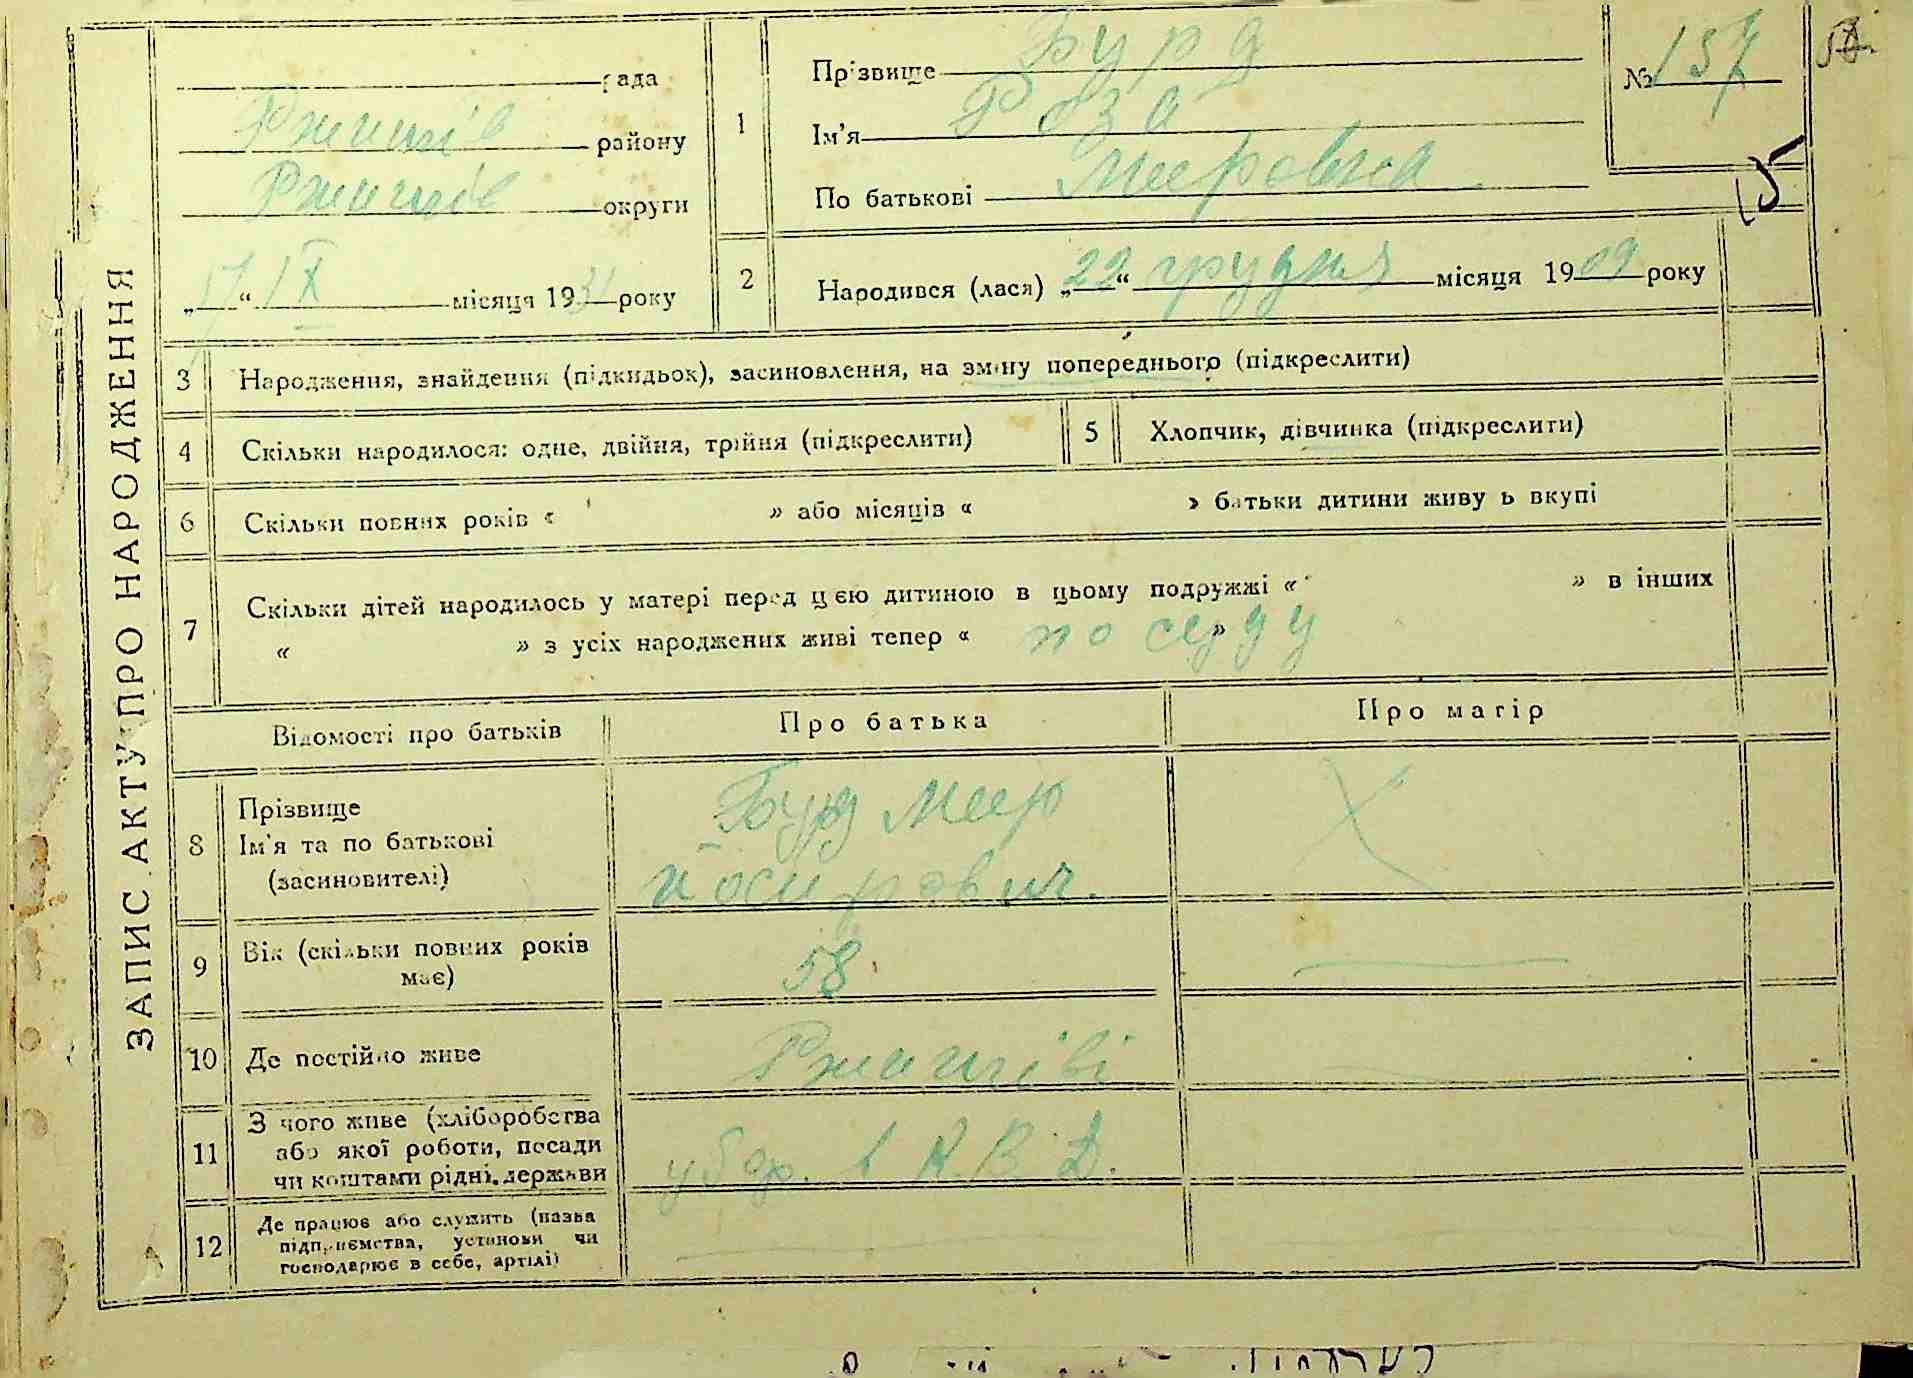 ЗАПИС АКТУ ПРО НАРОДЖЕННЯ
рада
Ржищів району
Ржищів округи
„17“ IX місяця 1931 року
1
Прізвище Бурд
Ім'я Роза
По батькові Меєровна
№ 157
15
2
Народився (лася) „22“ грудня місяця 1909 року
3 Народження, знайдення (підкидьок), засиновлення, на зміну попереднього (підкреслити)
4 Скільки народилося: одне, двійня, трійня (підкреслити)
5 Хлопчик, дівчинка (підкреслити)
6 Скільки повних років « » або місяців « » батьки дитини живуть вкупі
7 Скільки дітей народилось у матері перед цією дитиною в цьому подружжі « » в інших
« » з усіх народжених живі тепер « по суду »
Відомості про батьків
Про батька
Про матір
8
Прізвище
Ім'я та по батькові
(засиновителі)
Бурд Меер
Йосипович.
9
Вік (скільки повних років
має)
58
10 Де постійно живе
Ржищіві
11
З чого живе (хліборобства
або якої роботи, посади
чи коштами рідні, держави
12
Де працює або служить (назва
підприємства, установи чи
господарює в себе, артілі)